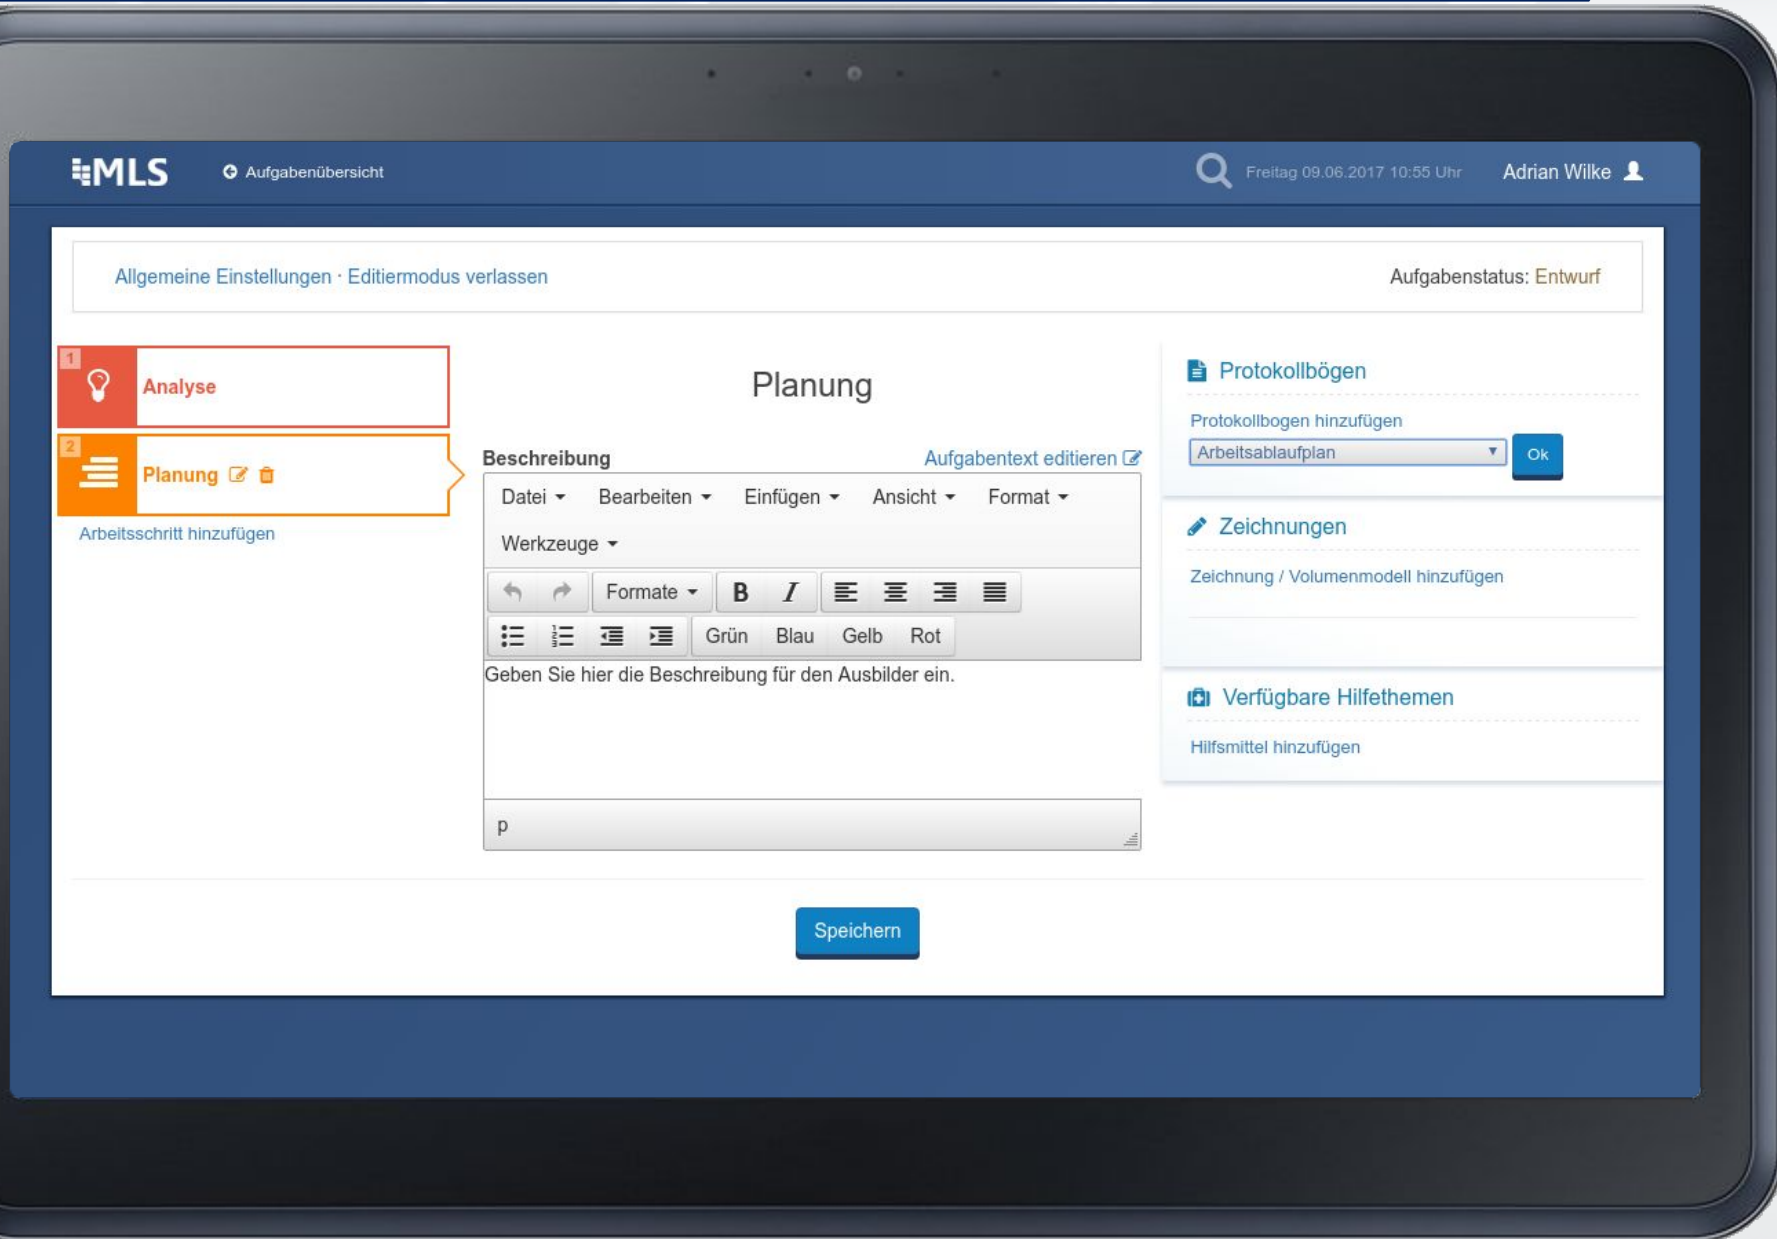 MLS
Aufgabenübersicht
Freitag 09.06.2017 10:55 Uhr
Adrian Wilke
Allgemeine Einstellungen · Editiermodus verlassen
Aufgabenstatus: Entwurf
1
Analyse
2
Planung
Arbeitsschritt hinzufügen
Planung
Beschreibung
Aufgabentext editieren
Datei
Bearbeiten
Einfügen
Ansicht
Format
Werkzeuge
Formate
B
I
Grün
Blau
Gelb
Rot
Geben Sie hier die Beschreibung für den Ausbilder ein.
p
Protokollbögen
Protokollbogen hinzufügen
Arbeitsablaufplan
Ok
Zeichnungen
Zeichnung / Volumenmodell hinzufügen
Verfügbare Hilfethemen
Hilfsmittel hinzufügen
Speichern